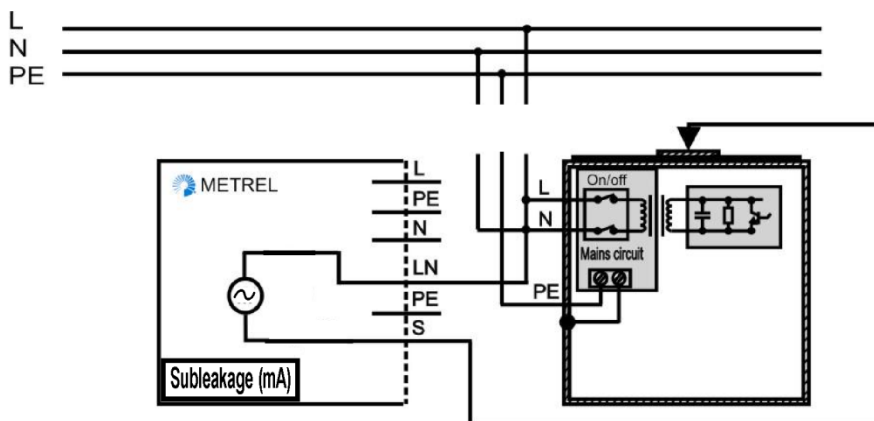 L
N
PE
METREL
L
PE
N
LN
PE
S
Subleakage (mA)
L
N
PE
On/off
Mains circuit